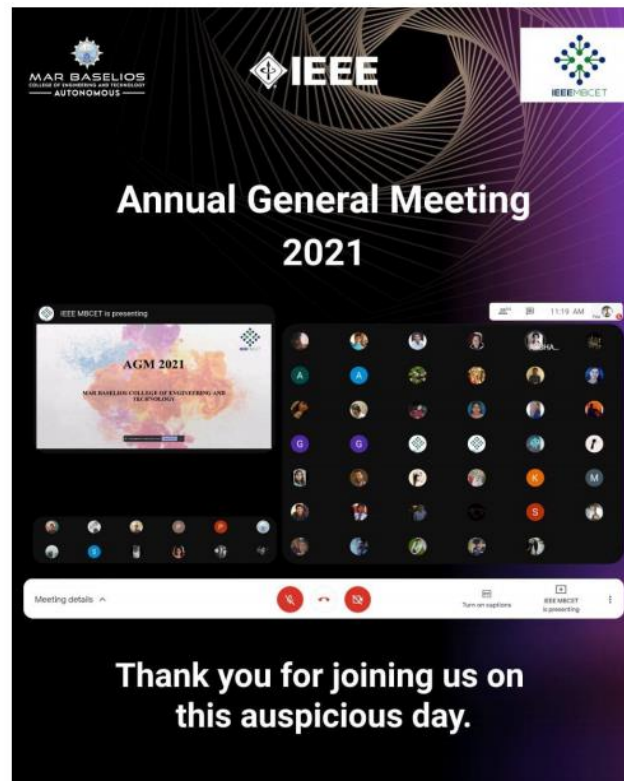 MAR BASELIOS
COLLEGE OF ENGINEERING AND TECHNOLOGY
AUTONOMOUS
IEEE
IEEEMBCET
Annual General Meeting
2021
IEEE MBCET is presenting
11:19 AM
You
AGM 2021
MAR BASELIOS COLLEGE OF ENGINEERING AND
TECHNOLOGY
A A
G G
K M
S
P P
S
Meeting details
Turn on captions
IEEE MBCET
is presenting
Thank you for joining us on
this auspicious day.